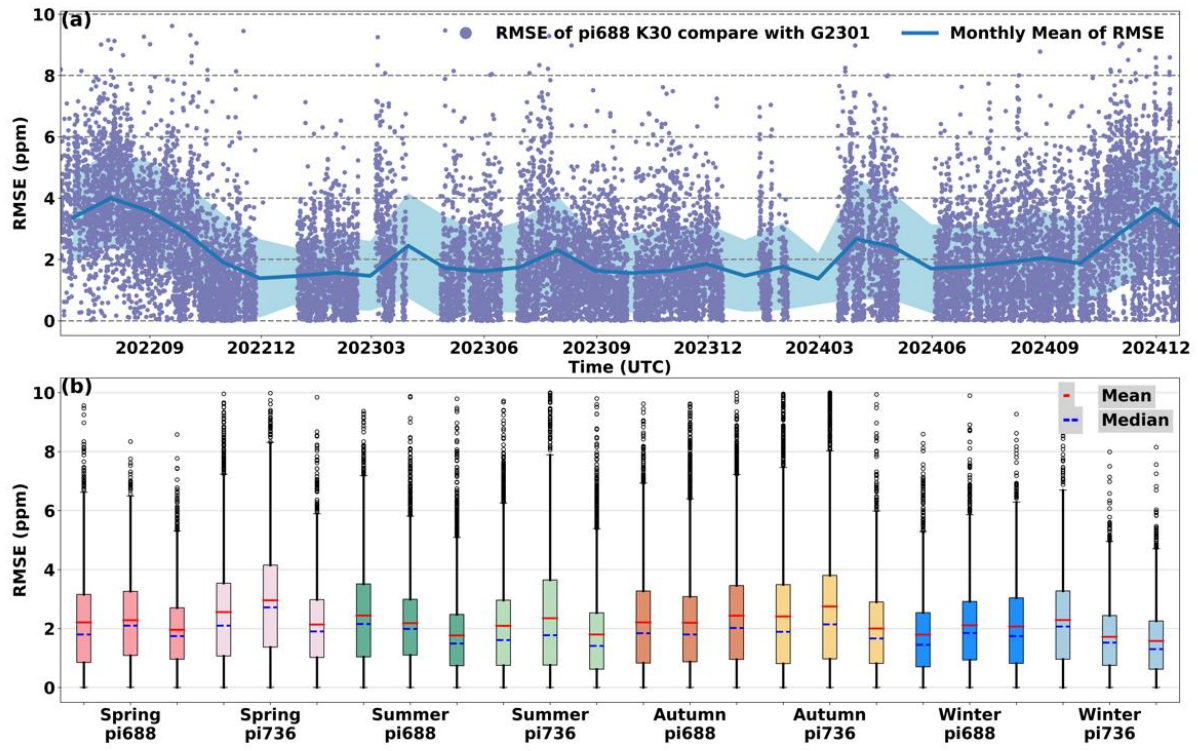 (a)
RMSE of pi688 K30 compare with G2301
Monthly Mean of RMSE
RMSE (ppm)
10
8
6
4
2
0
202209 202212 202303 202306 202309 202312 202403 202406 202409 202412
Time (UTC)
(b)
Mean
Median
RMSE (ppm)
10
8
6
4
2
0
Spring Spring Summer Summer Autumn Autumn Winter Winter
pi688 pi736 pi688 pi736 pi688 pi736 pi688 pi736